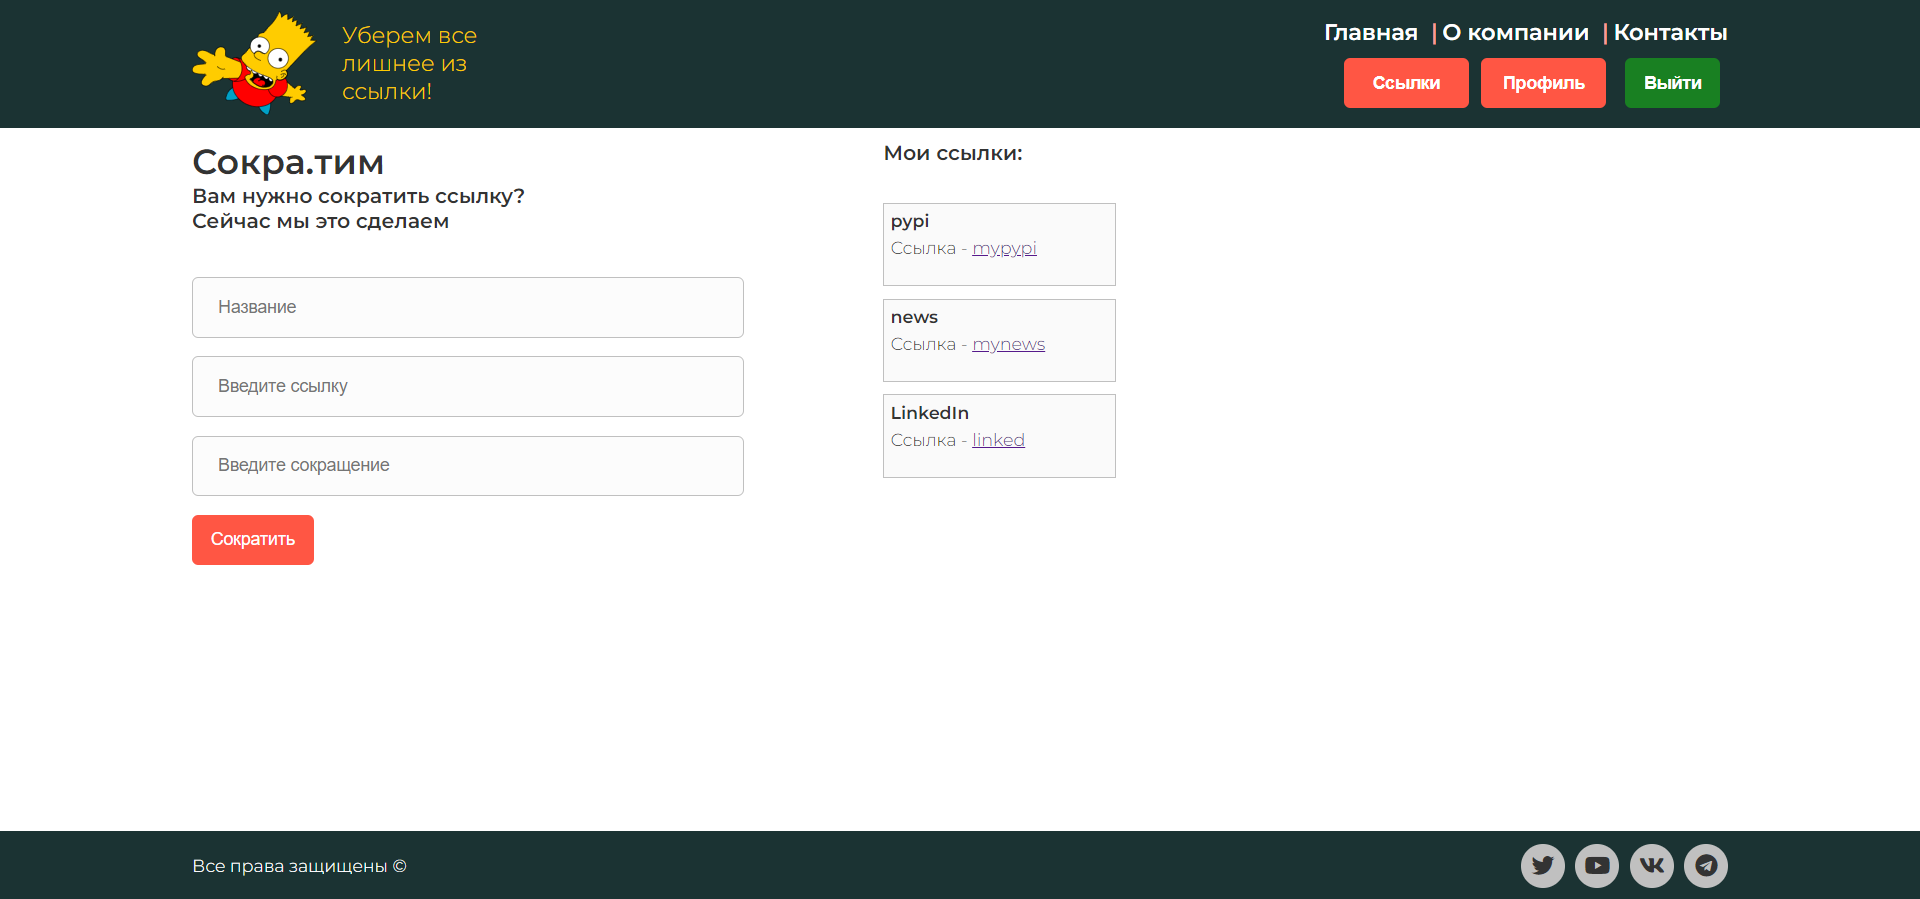 Уберем все
лишнее из
ссылки!
Главная | О компании | Контакты
Ссылки
Профиль
Выйти
Сокра.тим
Вам нужно сократить ссылку?
Сейчас мы это сделаем
Название
Введите ссылку
Введите сокращение
Сократить
Мои ссылки:
pypi
Ссылка - mypypi
news
Ссылка - mynews
LinkedIn
Ссылка - linked
Все права защищены ©